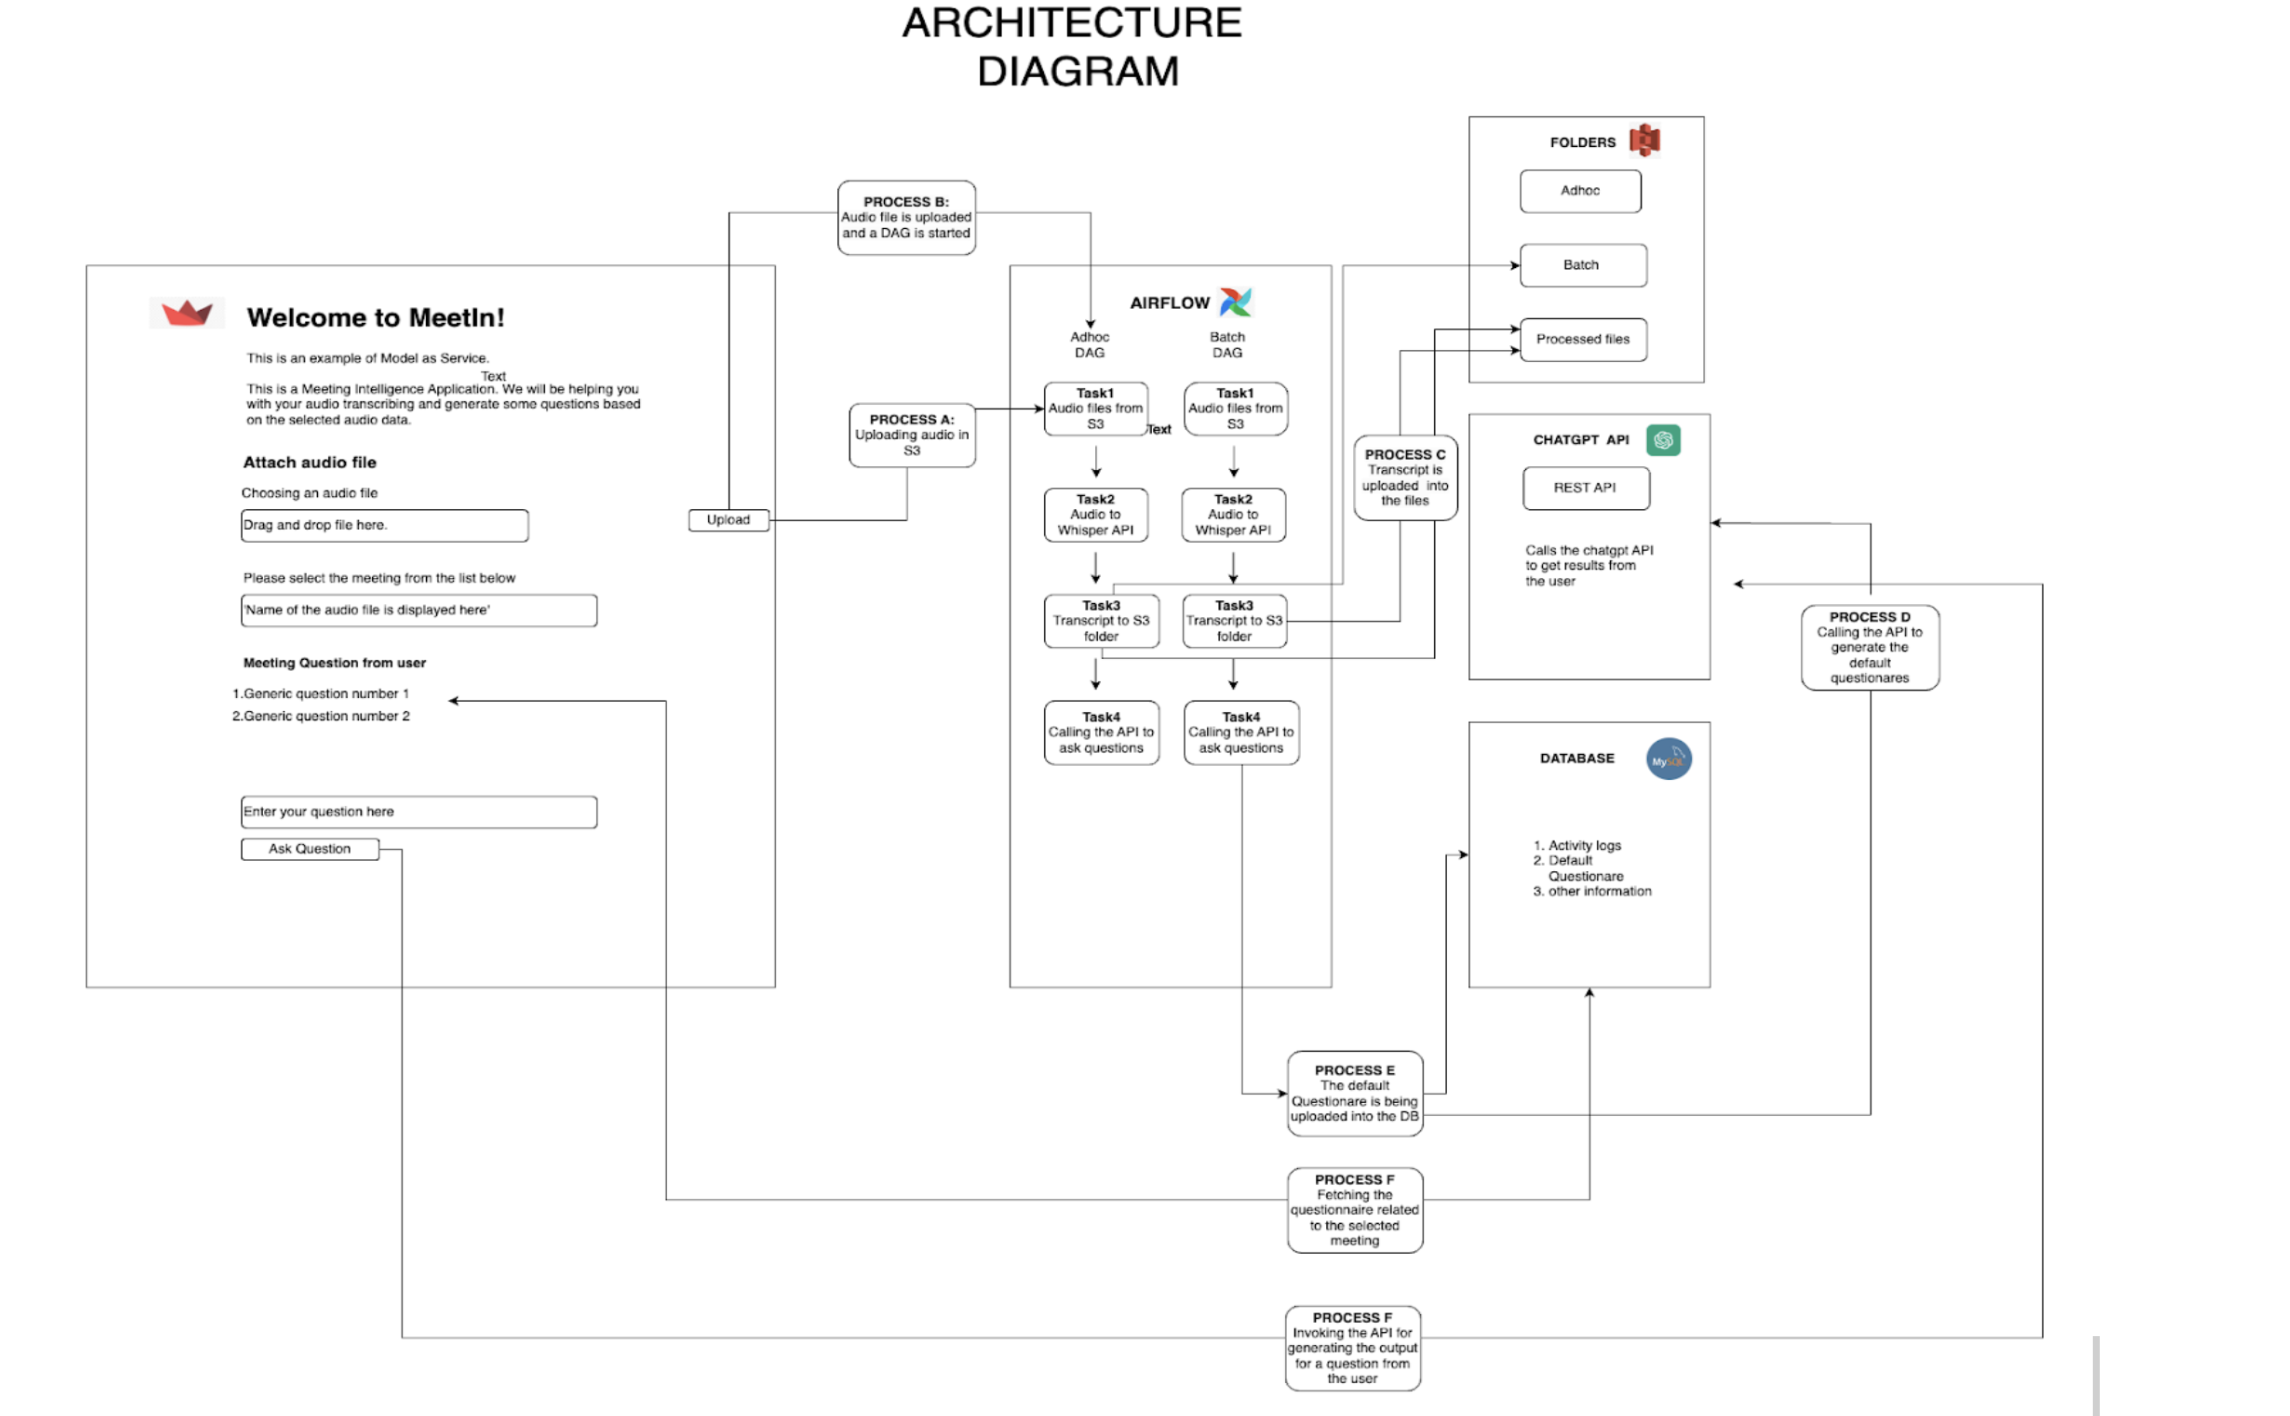 ARCHITECTURE
DIAGRAM
Welcome to MeetIn!
This is an example of Model as Service.
Text
This is a Meeting Intelligence Application. We will be helping you
with your audio transcribing and generate some questions based
on the selected audio data.
Attach audio file
Choosing an audio file
Drag and drop file here.
Upload
Please select the meeting from the list below
'Name of the audio file is displayed here'
Meeting Question from user
1.Generic question number 1
2.Generic question number 2
Enter your question here
Ask Question
PROCESS B:
Audio file is uploaded
and a DAG is started
PROCESS A:
Uploading audio in
S3
AIRFLOW
Adhoc
DAG
Task1
Audio files from
S3
Text
Task2
Audio to
Whisper API
Task3
Transcript to S3
folder
Task4
Calling the API to
ask questions
Batch
DAG
Task1
Audio files from
S3
Task2
Audio to
Whisper API
Task3
Transcript to S3
folder
Task4
Calling the API to
ask questions
PROCESS C
Transcript is
uploaded into
the files
FOLDERS
Adhoc
Batch
Processed files
CHATGPT API
REST API
Calls the chatgpt API
to get results from
the user
PROCESS D
Calling the API to
generate the
default
questionares
DATABASE
MySQL
1. Activity logs
2. Default
Questionare
3. other information
PROCESS E
The default
Questionare is being
uploaded into the DB
PROCESS F
Fetching the
questionnaire related
to the selected
meeting
PROCESS F
Invoking the API for
generating the output
for a question from
the user